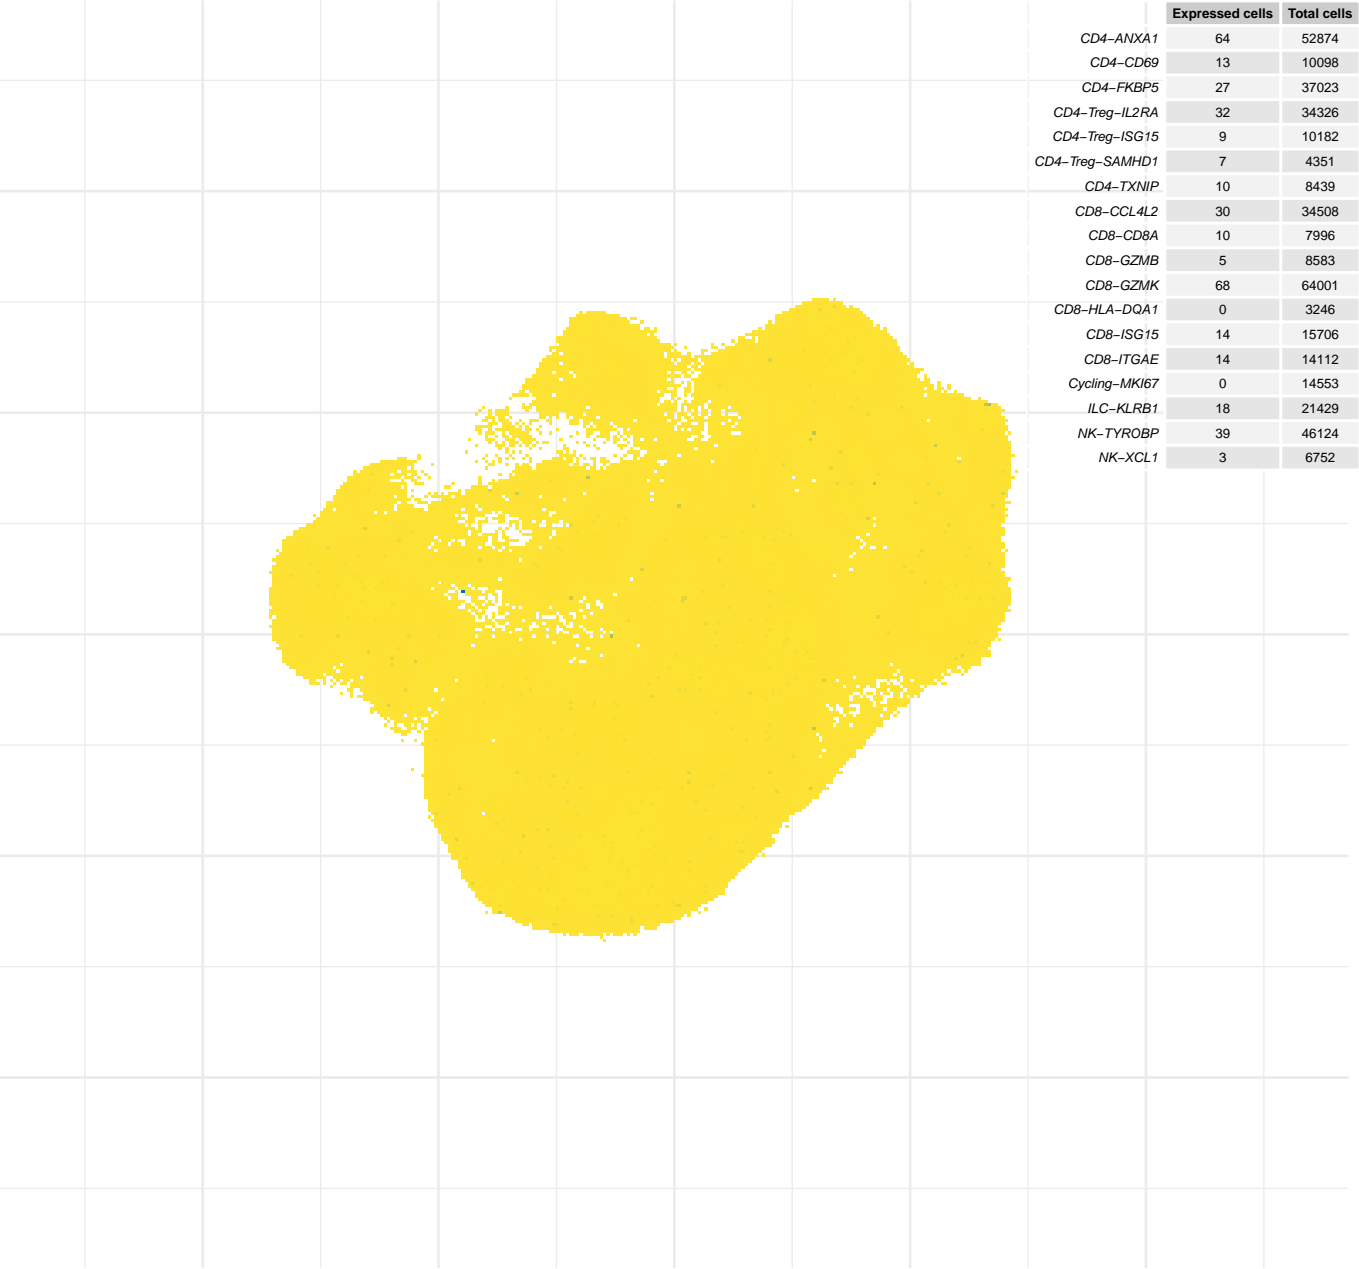 Expressed cells Total cells
CD4−ANXA1 64 52874
CD4−CD69 13 10098
CD4−FKBP5 27 37023
CD4−Treg−IL2RA 32 34326
CD4−Treg−ISG15 9 10182
CD4−Treg−SAMHD1 7 4351
CD4−TXNIP 10 8439
CD8−CCL4L2 30 34508
CD8−CD8A 10 7996
CD8−GZMB 5 8583
CD8−GZMK 68 64001
CD8−HLA−DQA1 0 3246
CD8−ISG15 14 15706
CD8−ITGAE 14 14112
Cycling−MKI67 0 14553
ILC−KLRB1 18 21429
NK−TYROBP 39 46124
NK−XCL1 3 6752